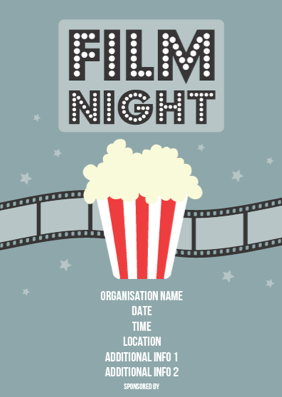 FILM
NIGHT
ORGANISATION NAME
DATE
TIME
LOCATION
ADDITIONAL INFO 1
ADDITIONAL INFO 2
SPONSORED BY